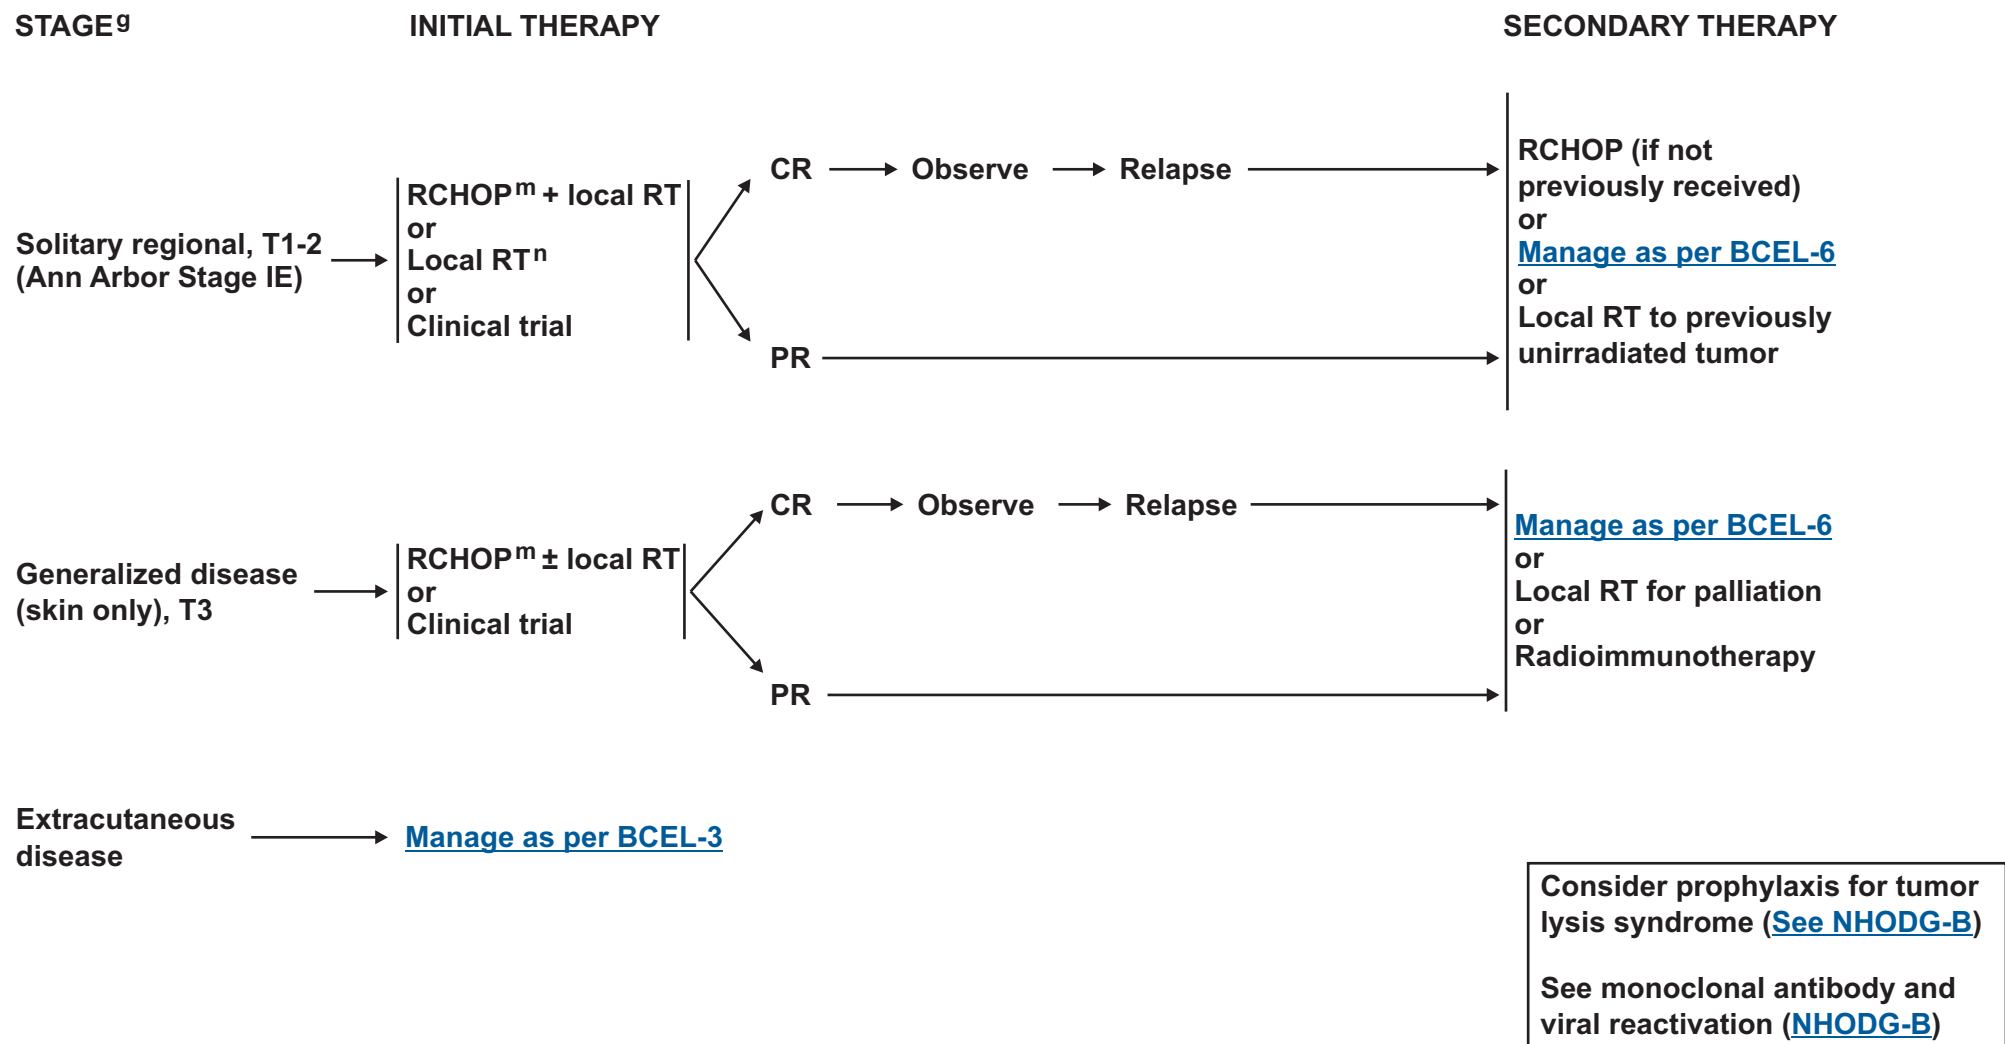 STAGEg
INITIAL THERAPY
SECONDARY THERAPY
Solitary regional, T1-2
(Ann Arbor Stage IE)
RCHOPm + local RT
or
Local RTn
or
Clinical trial
CR
Observe
Relapse
PR
RCHOP (if not
previously received)
or
Manage as per BCEL-6
or
Local RT to previously
unirradiated tumor
Generalized disease
(skin only), T3
RCHOPm ± local RT
or
Clinical trial
CR
Observe
Relapse
PR
Manage as per BCEL-6
or
Local RT for palliation
or
Radioimmunotherapy
Extracutaneous
disease
Manage as per BCEL-3
Consider prophylaxis for tumor
lysis syndrome (See NHODG-B)
See monoclonal antibody and
viral reactivation (NHODG-B)